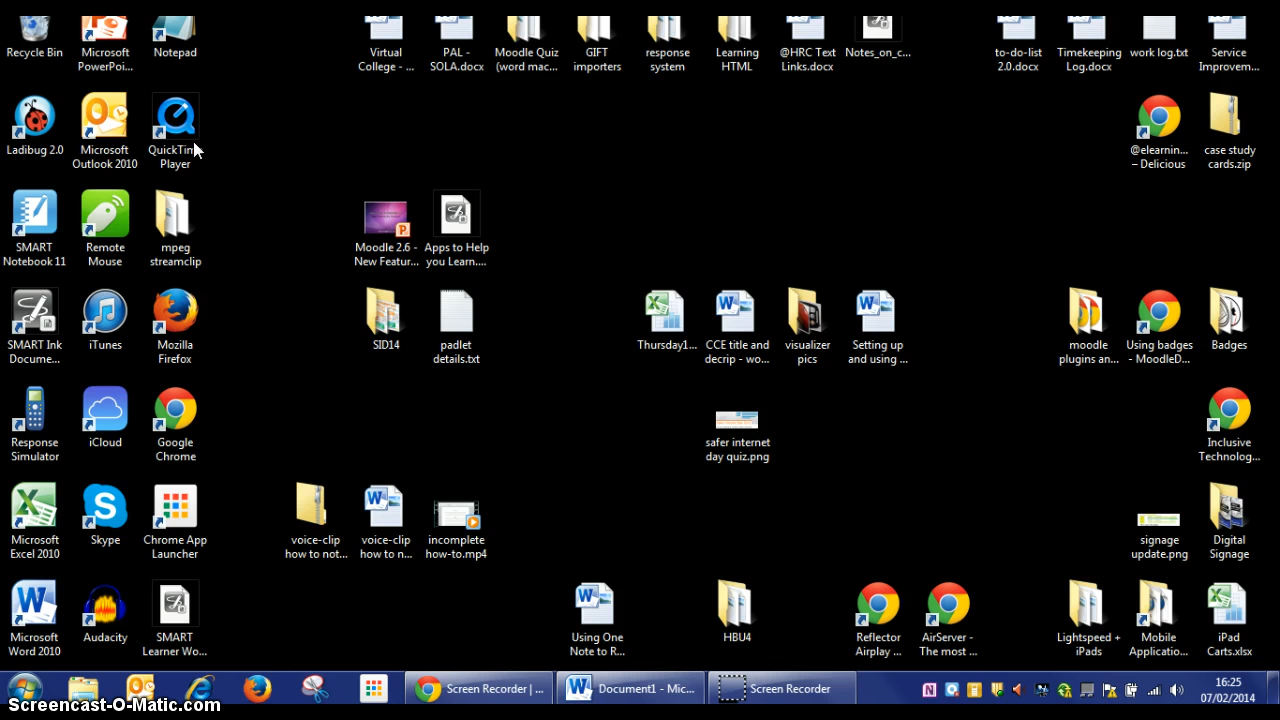 Recycle Bin
Microsoft
PowerPoi...
Notepad
Virtual
College - ...
PAL -
SOLA.docx
Moodle Quiz
(word mac...
GIFT
importers
response
system
Learning
HTML
@HRC Text
Links.docx
Notes_on_c...
to-do-list
2.0.docx
Timekeeping
Log.docx
work log.txt
Service
Improvem...
Ladibug 2.0
Microsoft
Outlook 2010
QuickTime
Player
@elearnin...
– Delicious
case study
cards.zip
SMART
Notebook 11
Remote
Mouse
mpeg
streamclip
Moodle 2.6 -
New Featur...
Apps to Help
you Learn....
SMART Ink
Docume...
iTunes
Mozilla
Firefox
SID14
padlet
details.txt
Thursday1...
CCE title and
decrip - wo...
visualizer
pics
Setting up
and using ...
moodle
plugins an...
Using badges
- MoodleD...
Badges
Response
Simulator
iCloud
Google
Chrome
safer internet
day quiz.png
Inclusive
Technolog...
Microsoft
Excel 2010
Skype
Chrome App
Launcher
voice-clip
how to not...
voice-clip
how to n...
incomplete
how-to.mp4
signage
update.png
Digital
Signage
Microsoft
Word 2010
Audacity
SMART
Learner Wo...
Using One
Note to R...
HBU4
Reflector
Airplay ...
AirServer -
The most ...
Lightspeed +
iPads
Mobile
Applicatio...
iPad
Carts.xlsx
Screen Recorder | ...
Document1 - Mic...
Screen Recorder
16:25
07/02/2014
Screencast-O-Matic.com